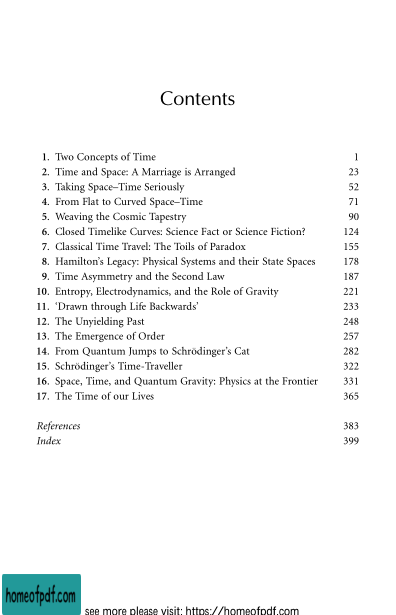 Contents
1. Two Concepts of Time 1
2. Time and Space: A Marriage is Arranged 23
3. Taking Space–Time Seriously 52
4. From Flat to Curved Space–Time 71
5. Weaving the Cosmic Tapestry 90
6. Closed Timelike Curves: Science Fact or Science Fiction? 124
7. Classical Time Travel: The Toils of Paradox 155
8. Hamilton's Legacy: Physical Systems and their State Spaces 178
9. Time Asymmetry and the Second Law 187
10. Entropy, Electrodynamics, and the Role of Gravity 221
11. 'Drawn through Life Backwards' 233
12. The Unyielding Past 248
13. The Emergence of Order 257
14. From Quantum Jumps to Schrödinger's Cat 282
15. Schrödinger's Time-Traveller 322
16. Space, Time, and Quantum Gravity: Physics at the Frontier 331
17. The Time of our Lives 365
References 383
Index 399
homeofpdf.com
see more please visit: https://homeofpdf.com